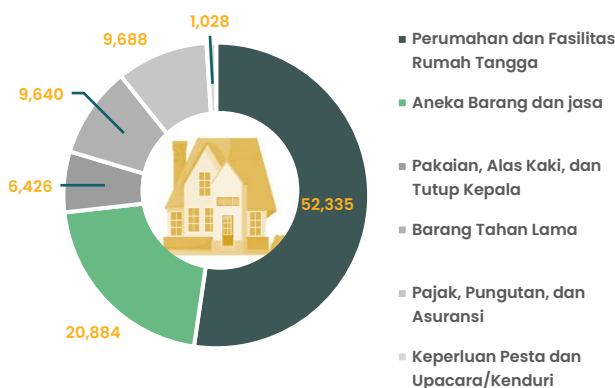 1,028
9,688
9,640
6,426
52,335
20,884
Perumahan dan Fasilitas
Rumah Tangga
Aneka Barang dan jasa
Pakaian, Alas Kaki, dan
Tutup Kepala
Barang Tahan Lama
Pajak, Pungutan, dan
Asuransi
Keperluan Pesta dan
Upacara/Kenduri